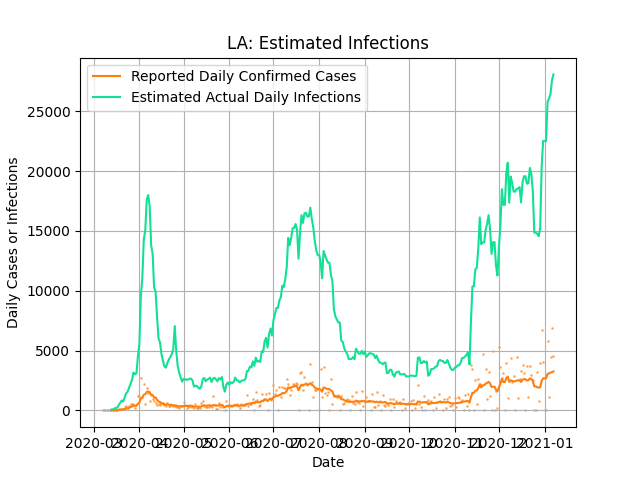 LA: Estimated Infections
Reported Daily Confirmed Cases
Estimated Actual Daily Infections
Daily Cases or Infections
25000
20000
15000
10000
5000
0
2020-03 2020-04 2020-05 2020-06 2020-07 2020-08 2020-09 2020-10 2020-11 2020-12 2021-01
Date